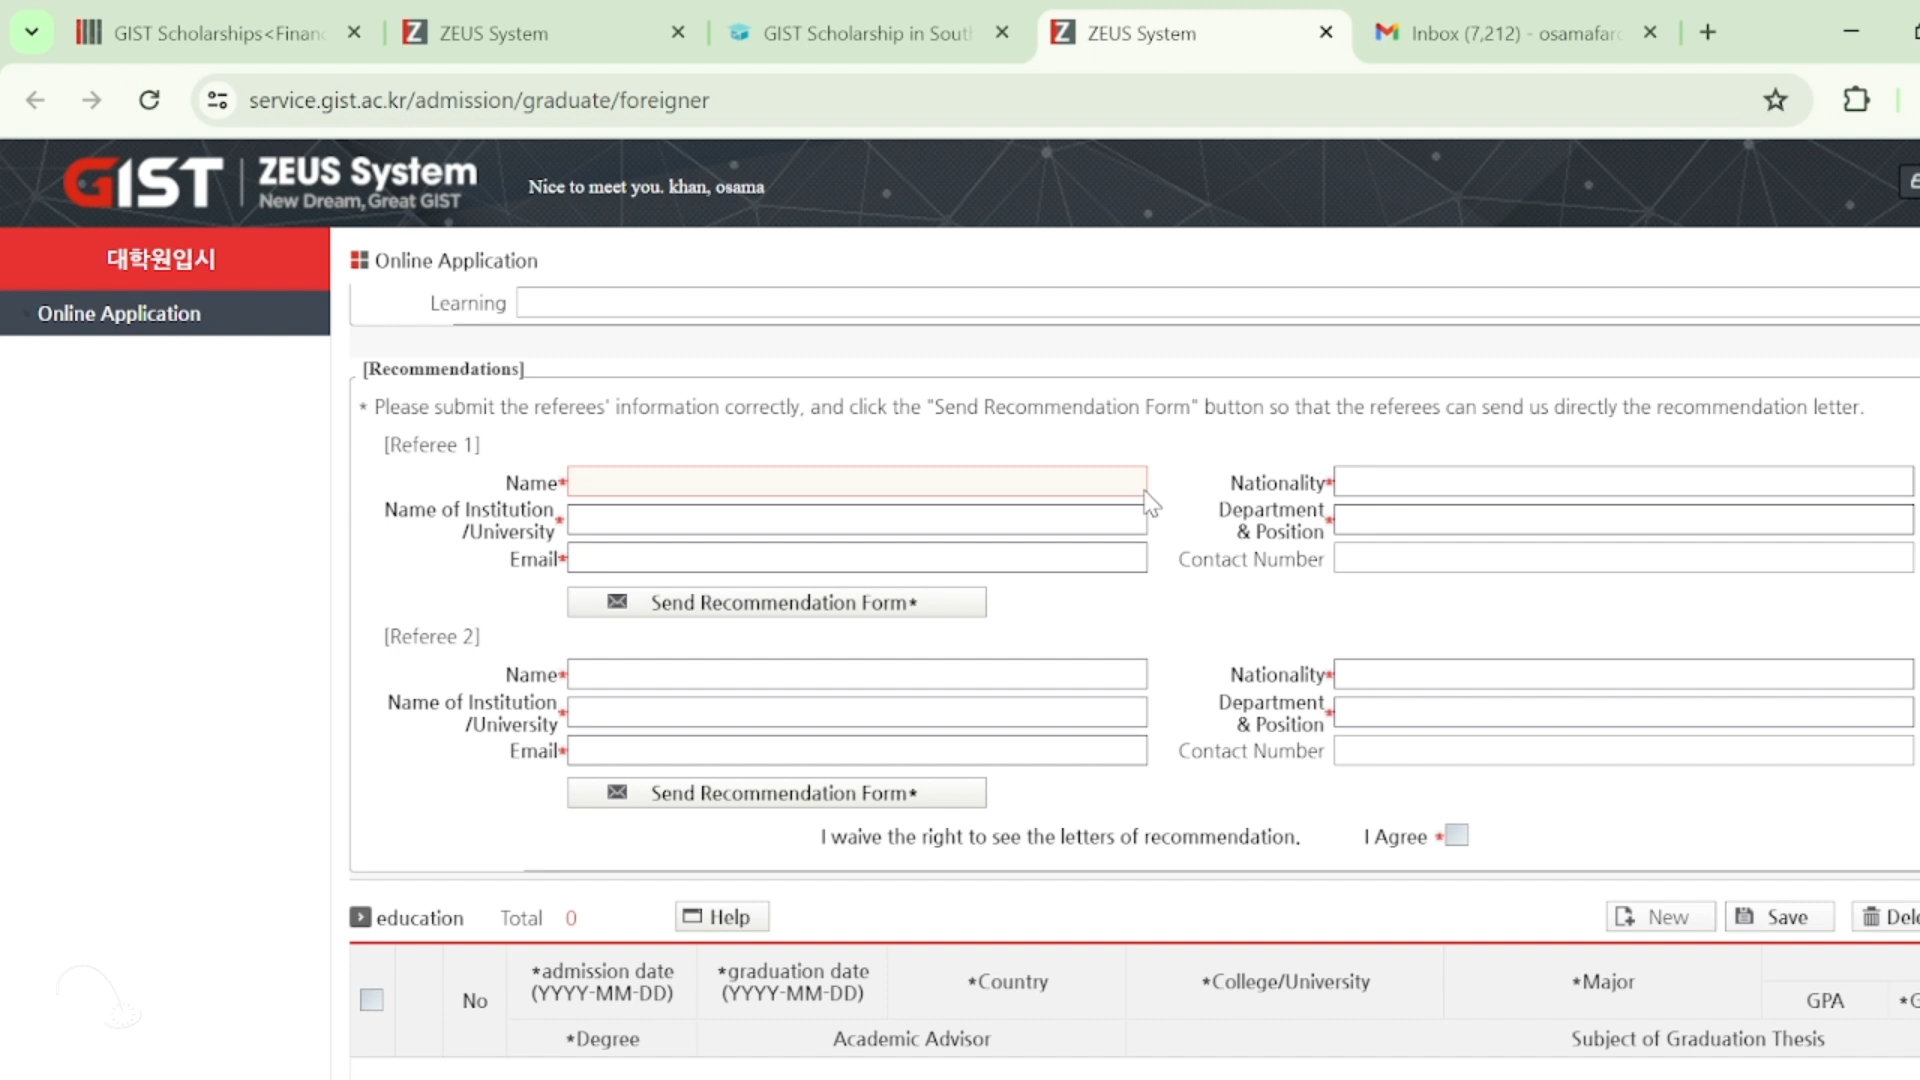 GIST Scholarships<Finan
ZEUS System
GIST Scholarship in Sout
ZEUS System
Inbox (7,212) - osamafar
service.gist.ac.kr/admission/graduate/foreigner
GIST
ZEUS System
New Dream, Great GIST
Nice to meet you. khan, osama
대학원입시
Online Application
Online Application
Learning
[Recommendations]
* Please submit the referees' information correctly, and click the "Send Recommendation Form" button so that the referees can send us directly the recommendation letter.
[Referee 1]
Name* Nationality*
Name of Institution /University* Department & Position*
Email* Contact Number
Send Recommendation Form*
[Referee 2]
Name* Nationality*
Name of Institution /University* Department & Position*
Email* Contact Number
Send Recommendation Form*
I waive the right to see the letters of recommendation. I Agree *
education Total 0 Help New Save Dele
No *admission date (YYYY-MM-DD) *graduation date (YYYY-MM-DD) *Country *College/University *Major GPA *G
*Degree Academic Advisor Subject of Graduation Thesis